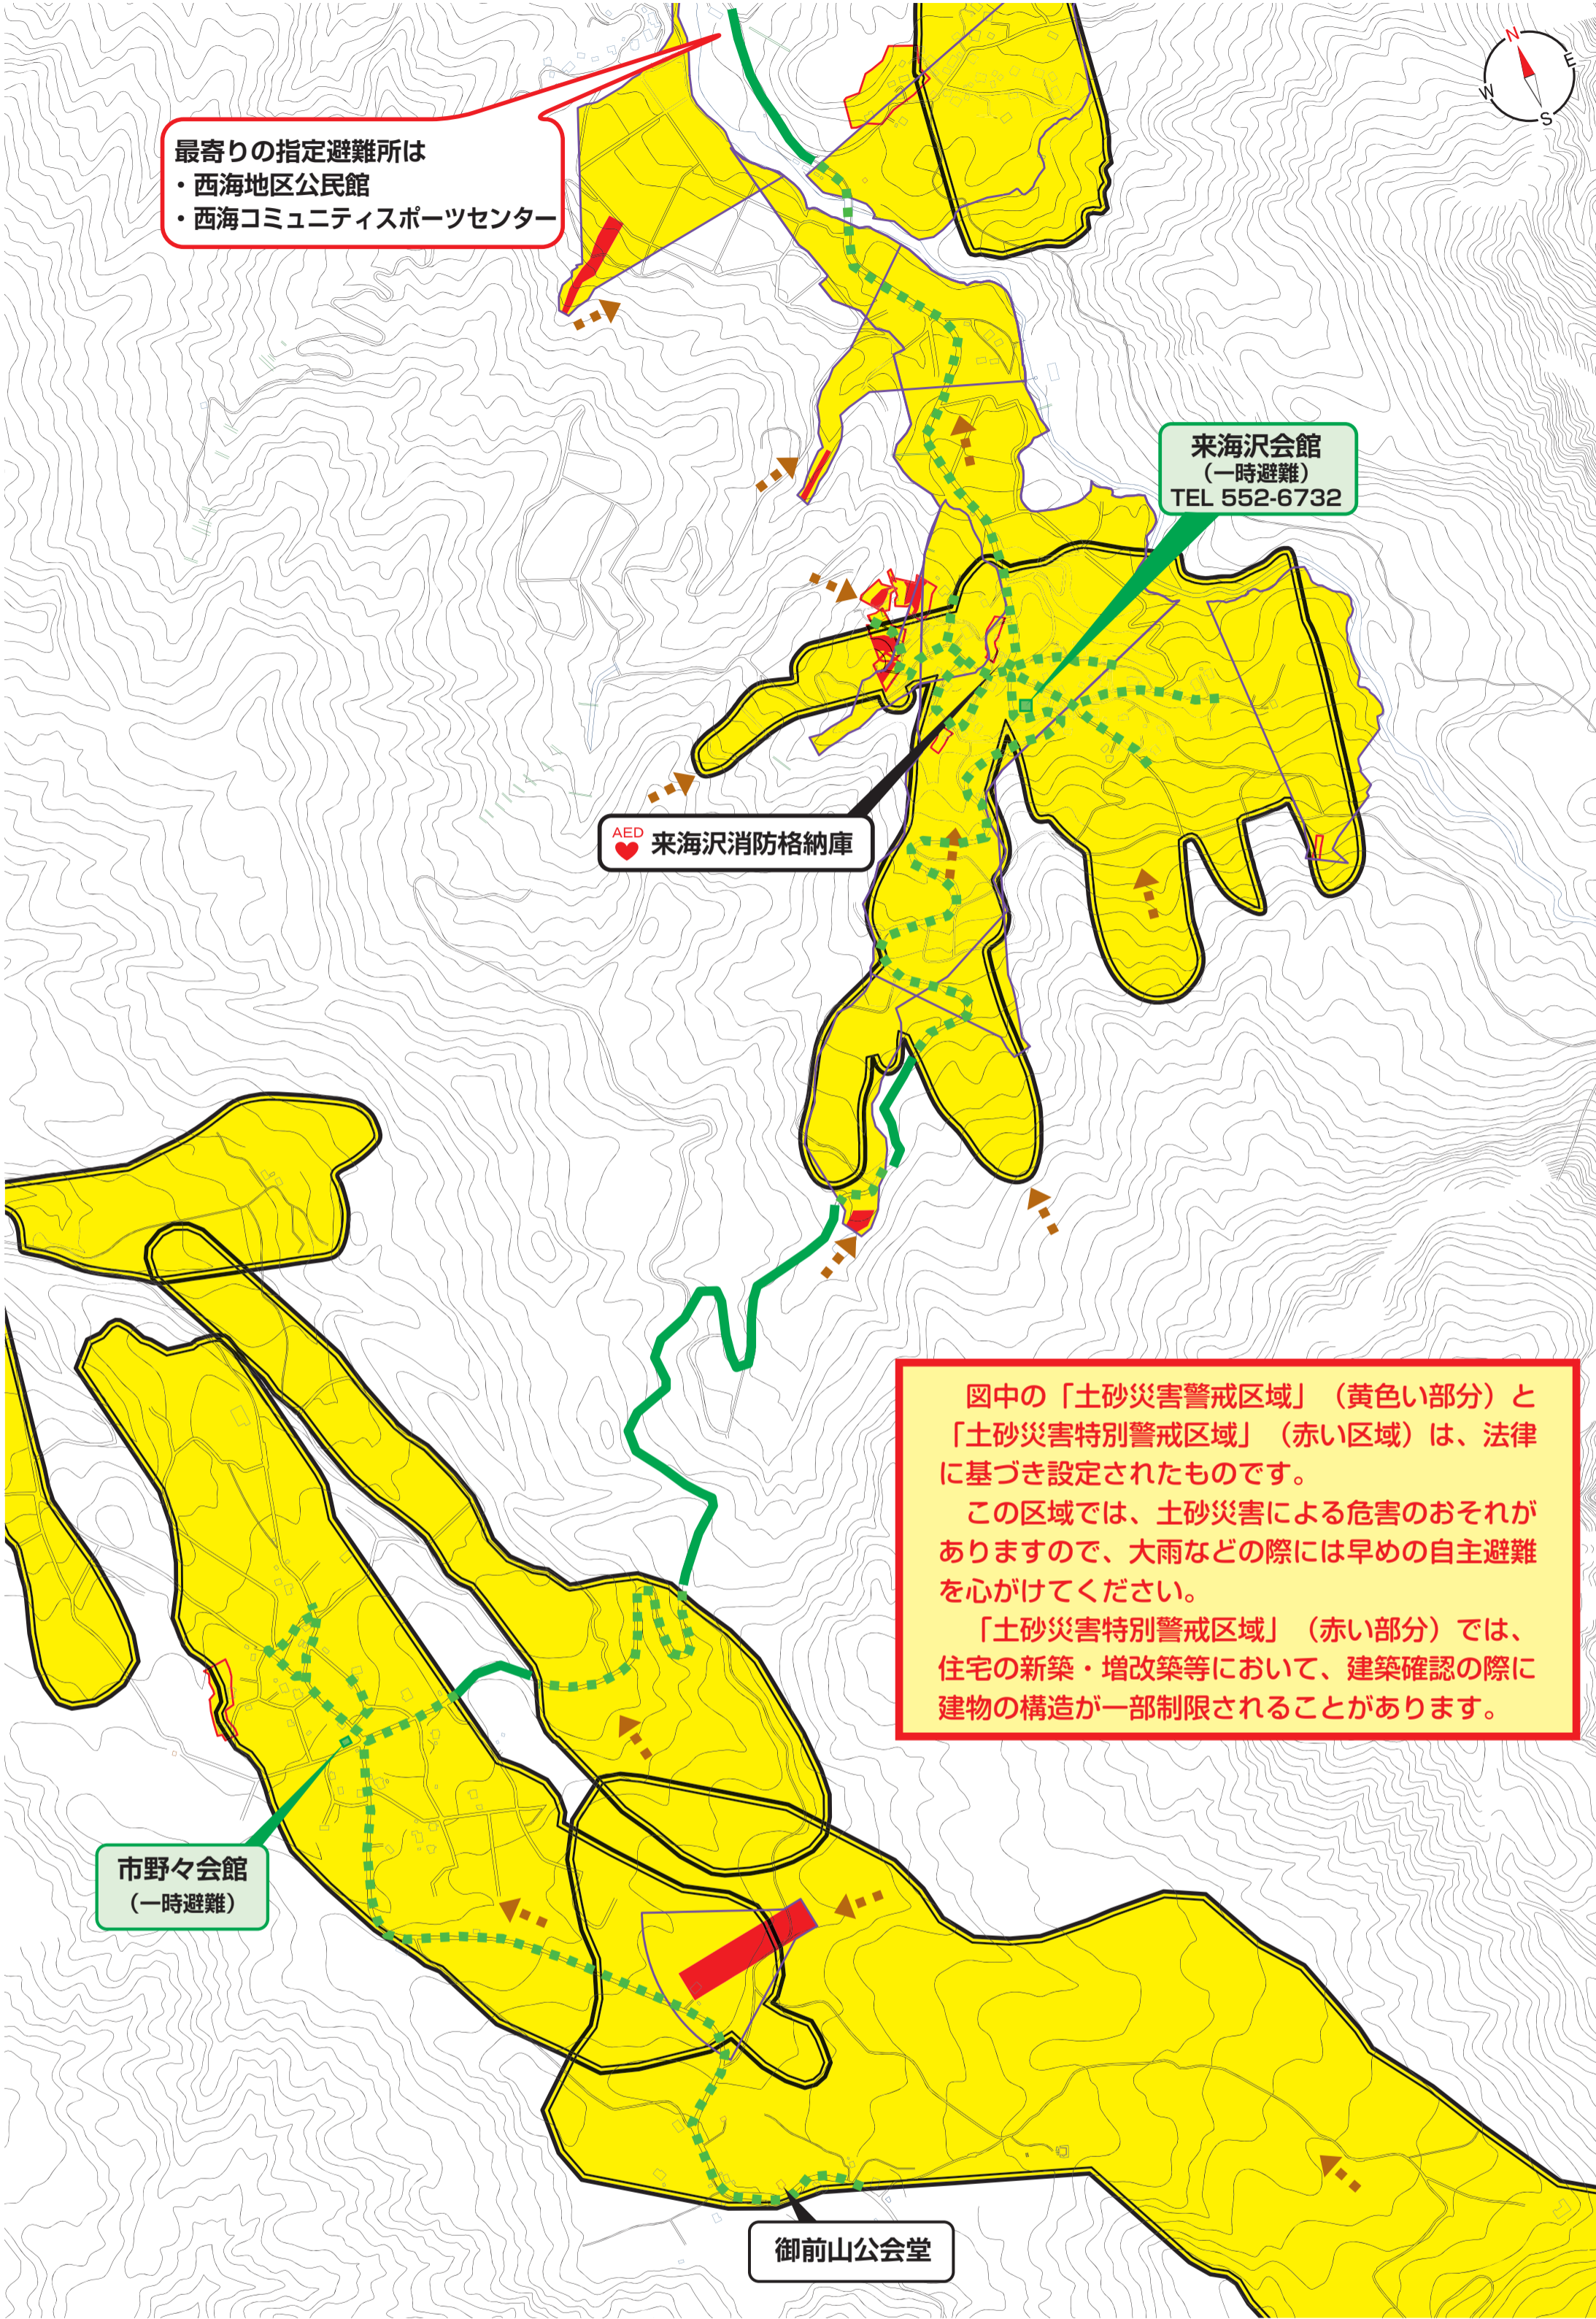 N
E
W
S
最寄りの指定避難所は
・西海地区公民館
・西海コミュニティスポーツセンター
来海沢会館
（一時避難）
TEL 552-6732
AED
来海沢消防格納庫
図中の「土砂災害警戒区域」（黄色い部分）と
「土砂災害特別警戒区域」（赤い区域）は、法律
に基づき設定されたものです。
この区域では、土砂災害による危害のおそれが
ありますので、大雨などの際には早めの自主避難
を心がけてください。
「土砂災害特別警戒区域」（赤い部分）では、
住宅の新築・増改築等において、建築確認の際に
建物の構造が一部制限されることがあります。
市野々会館
（一時避難）
御前山公会堂